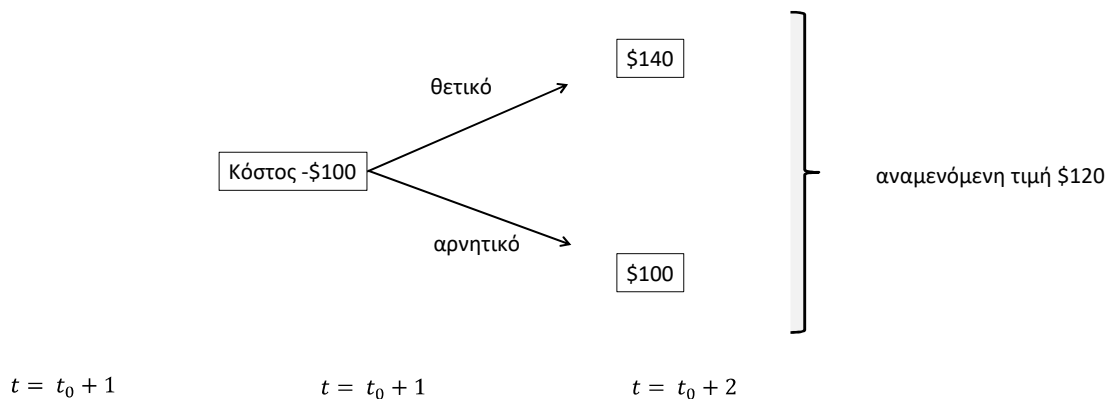 $140
θετικό
Κόστος -$100
αναμενόμενη τιμή $120
αρνητικό
$100
t = t₀ + 1
t = t₀ + 1
t = t₀ + 2